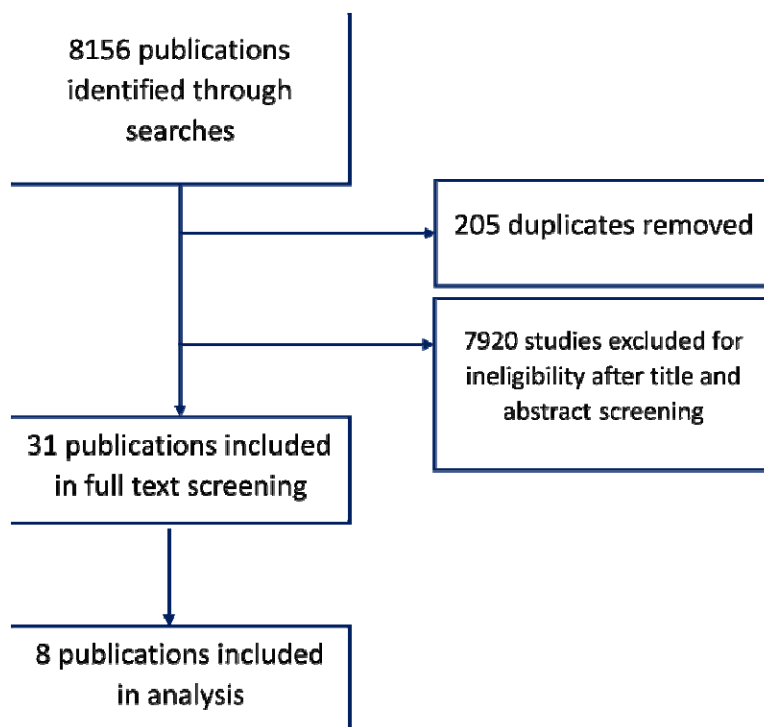 8156 publications
identified through
searches
205 duplicates removed
7920 studies excluded for
ineligibility after title and
abstract screening
31 publications included
in full text screening
8 publications included
in analysis